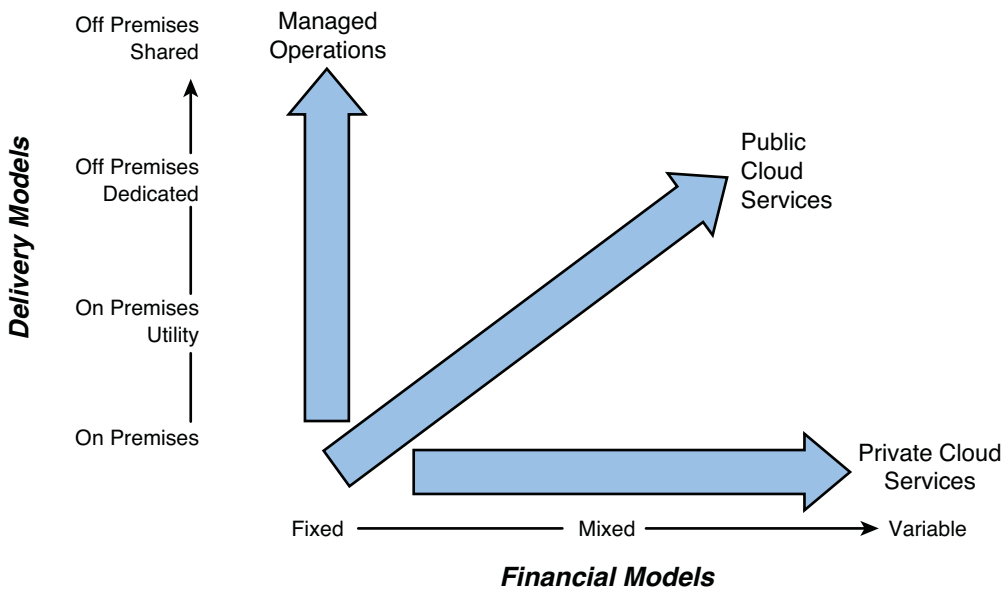 Off Premises
Shared
Managed
Operations
Off Premises
Dedicated
Public
Cloud
Services
Delivery Models
On Premises
Utility
On Premises
Private Cloud
Services
Fixed
Mixed
Variable
Financial Models